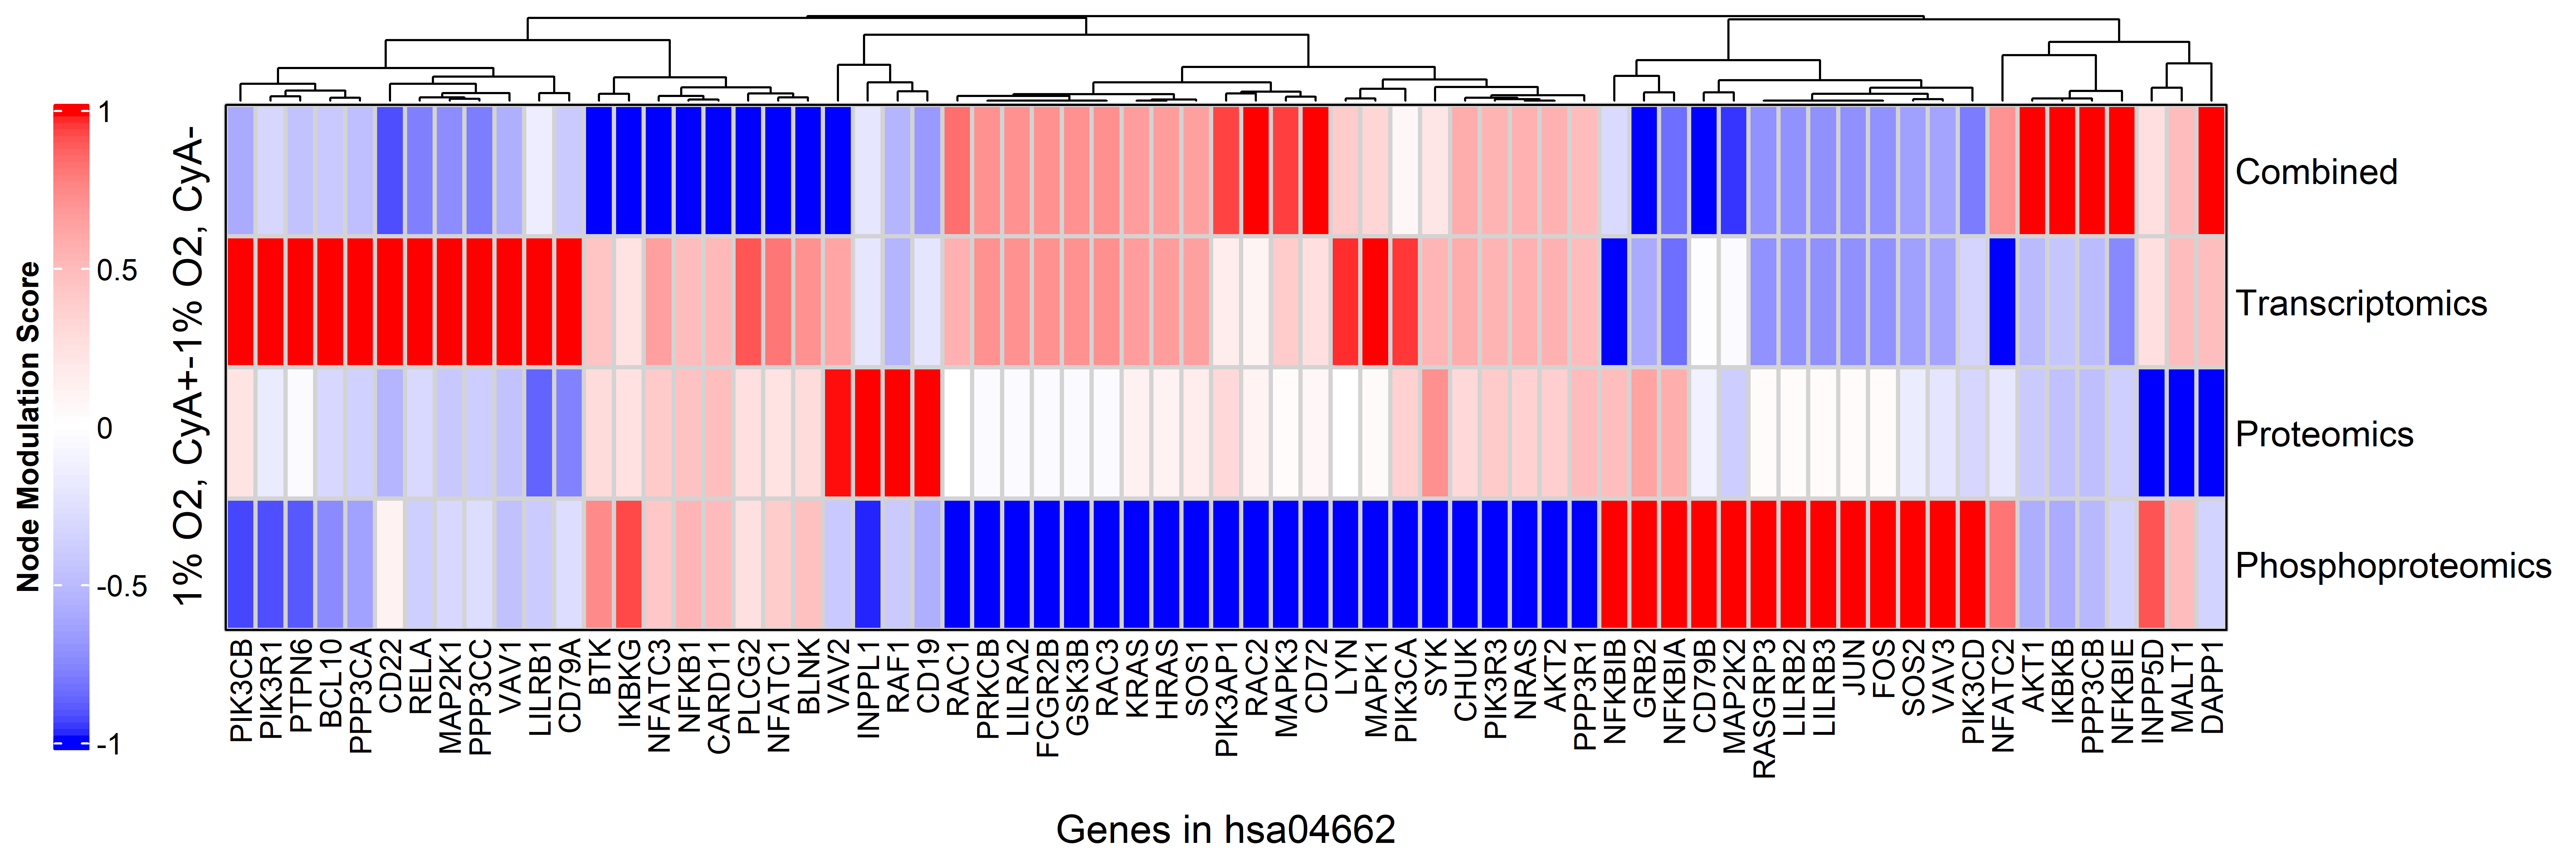 Node Modulation Score
1
0.5
0
-0.5
-1
1% O2, CyA+-1% O2, CyA-
Combined
Transcriptomics
Proteomics
Phosphoproteomics
PIK3CB
PIK3R1
PTPN6
BCL10
PPP3CA
CD22
RELA
MAP2K1
PPP3CC
VAV1
LILRB1
CD79A
BTK
IKBKG
NFATC3
NFKB1
CARD11
PLCG2
NFATC1
BLNK
VAV2
INPPL1
RAF1
CD19
RAC1
PRKCB
LILRA2
FCGR2B
GSK3B
RAC3
KRAS
HRAS
SOS1
PIK3AP1
RAC2
MAPK3
CD72
LYN
MAPK1
PIK3CA
SYK
CHUK
PIK3R3
NRAS
AKT2
PPP3R1
NFKBIB
GRB2
NFKBIA
CD79B
MAP2K2
RASGRP3
LILRB2
LILRB3
JUN
FOS
SOS2
VAV3
PIK3CD
NFATC2
AKT1
IKBKB
PPP3CB
NFKBIE
INPP5D
MALT1
DAPP1
Genes in hsa04662